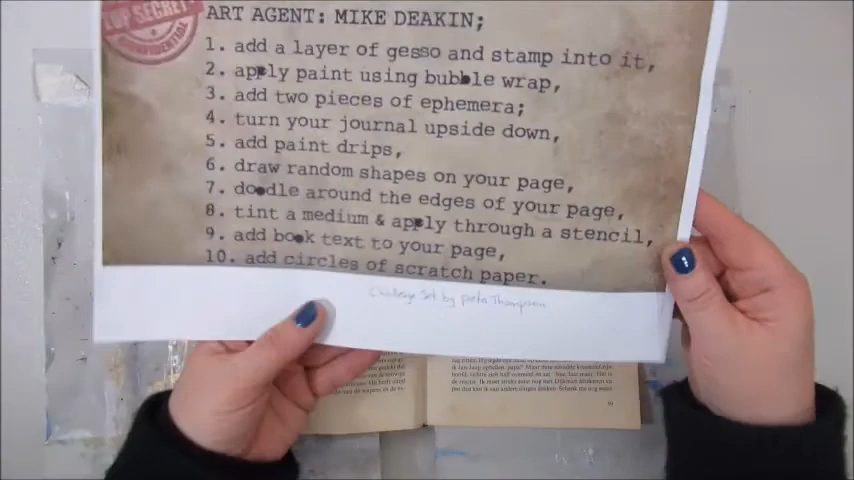 TOP SECRET
CONFIDENTIAL
ART AGENT: MIKE DEAKIN;
1. add a layer of gesso and stamp into it,
2. apply paint using bubble wrap,
3. add two pieces of ephemera;
4. turn your journal upside down,
5. add paint drips,
6. draw random shapes on your page,
7. doodle around the edges of your page,
8. tint a medium & apply through a stencil,
9. add book text to your page,
10. add circles of scratch paper.
Challenge Set by Thompson